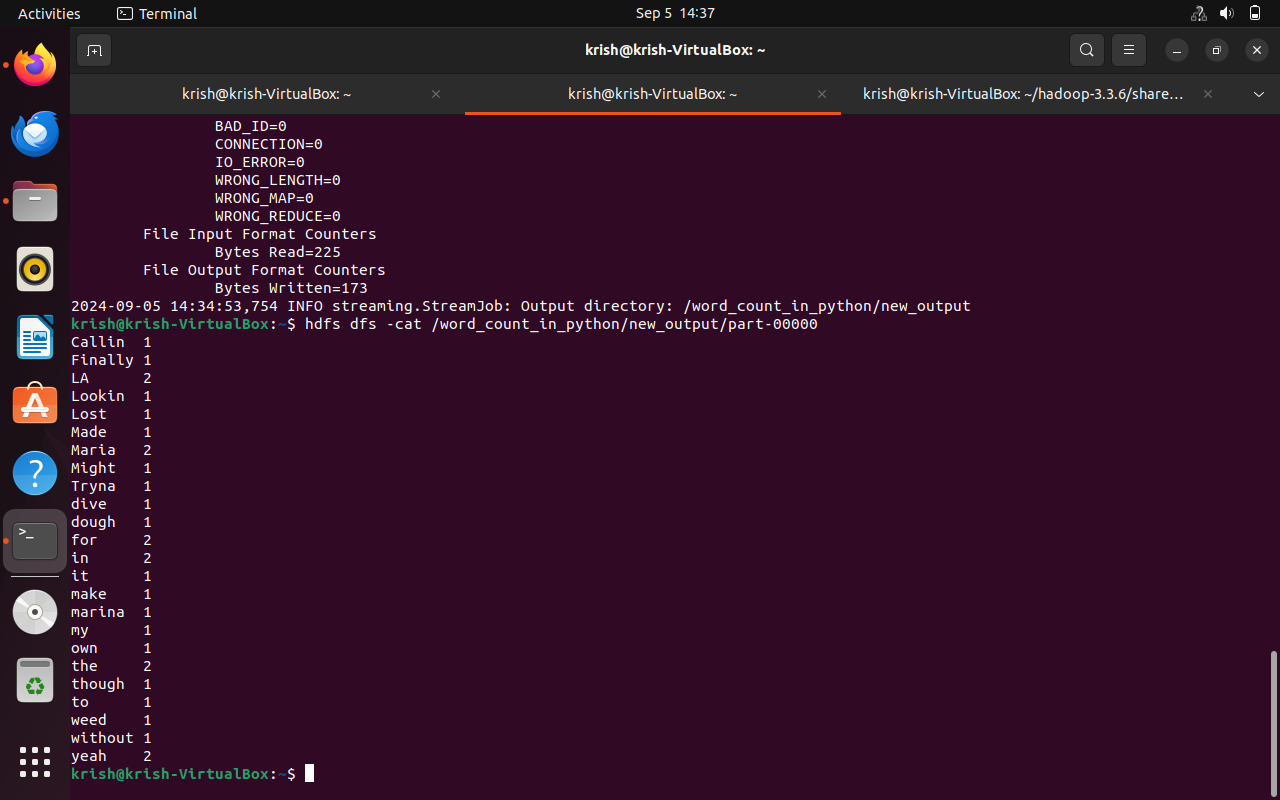 Activities
Terminal
Sep 5 14:37
krish@krish-VirtualBox: ~
krish@krish-VirtualBox: ~
krish@krish-VirtualBox: ~
krish@krish-VirtualBox: ~/hadoop-3.3.6/share...
BAD_ID=0
CONNECTION=0
IO_ERROR=0
WRONG_LENGTH=0
WRONG_MAP=0
WRONG_REDUCE=0
File Input Format Counters
Bytes Read=225
File Output Format Counters
Bytes Written=173
2024-09-05 14:34:53,754 INFO streaming.StreamJob: Output directory: /word_count_in_python/new_output
krish@krish-VirtualBox:~$ hdfs dfs -cat /word_count_in_python/new_output/part-00000
Callin 1
Finally 1
LA 2
Lookin 1
Lost 1
Made 1
Maria 2
Might 1
Tryna 1
dive 1
dough 1
for 2
in 2
it 1
make 1
marina 1
my 1
own 1
the 2
though 1
to 1
weed 1
without 1
yeah 2
krish@krish-VirtualBox:~$